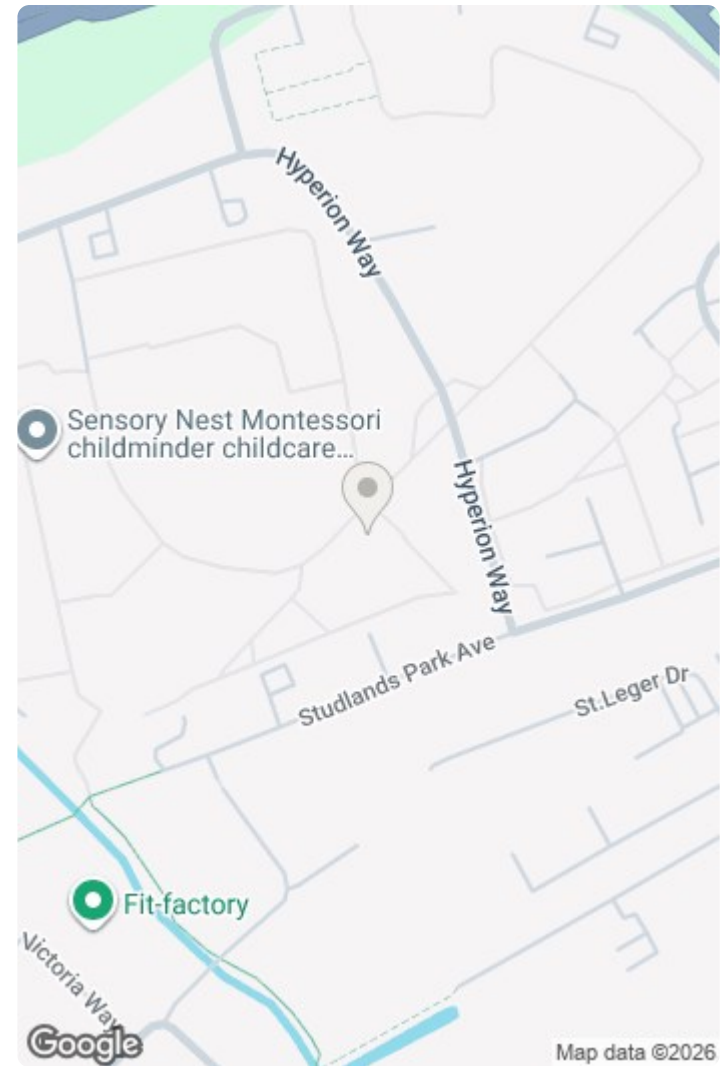 Hyperion Way
Sensory Nest Montessori
childminder childcare...
Hyperion Way
Studlands Park Ave
St.Leger Dr
Fit-factory
Victoria Way
Google
Map data ©2026